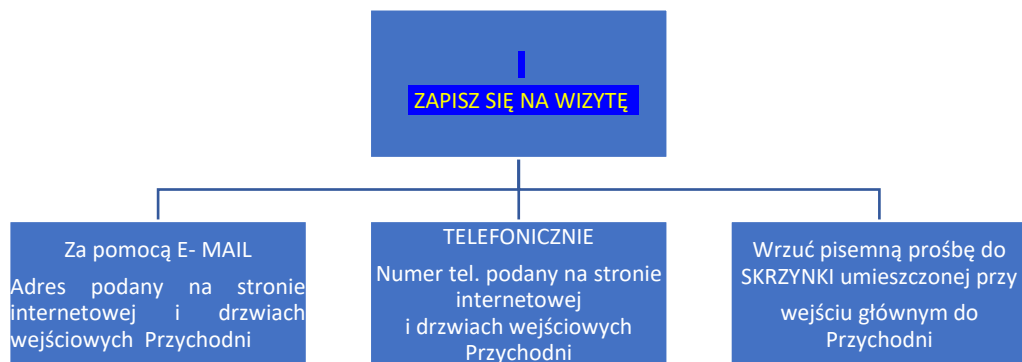 ZAPISZ SIĘ NA WIZYTĘ
Za pomocą E- MAIL
Adres podany na stronie
internetowej i drzwiach
wejściowych Przychodni
TELEFONICZNIE
Numer tel. podany na stronie
internetowej
i drzwiach wejściowych
Przychodni
Wrzuć pisemną prośbę do
SKRZYNKI umieszczonej przy
wejściu głównym do
Przychodni